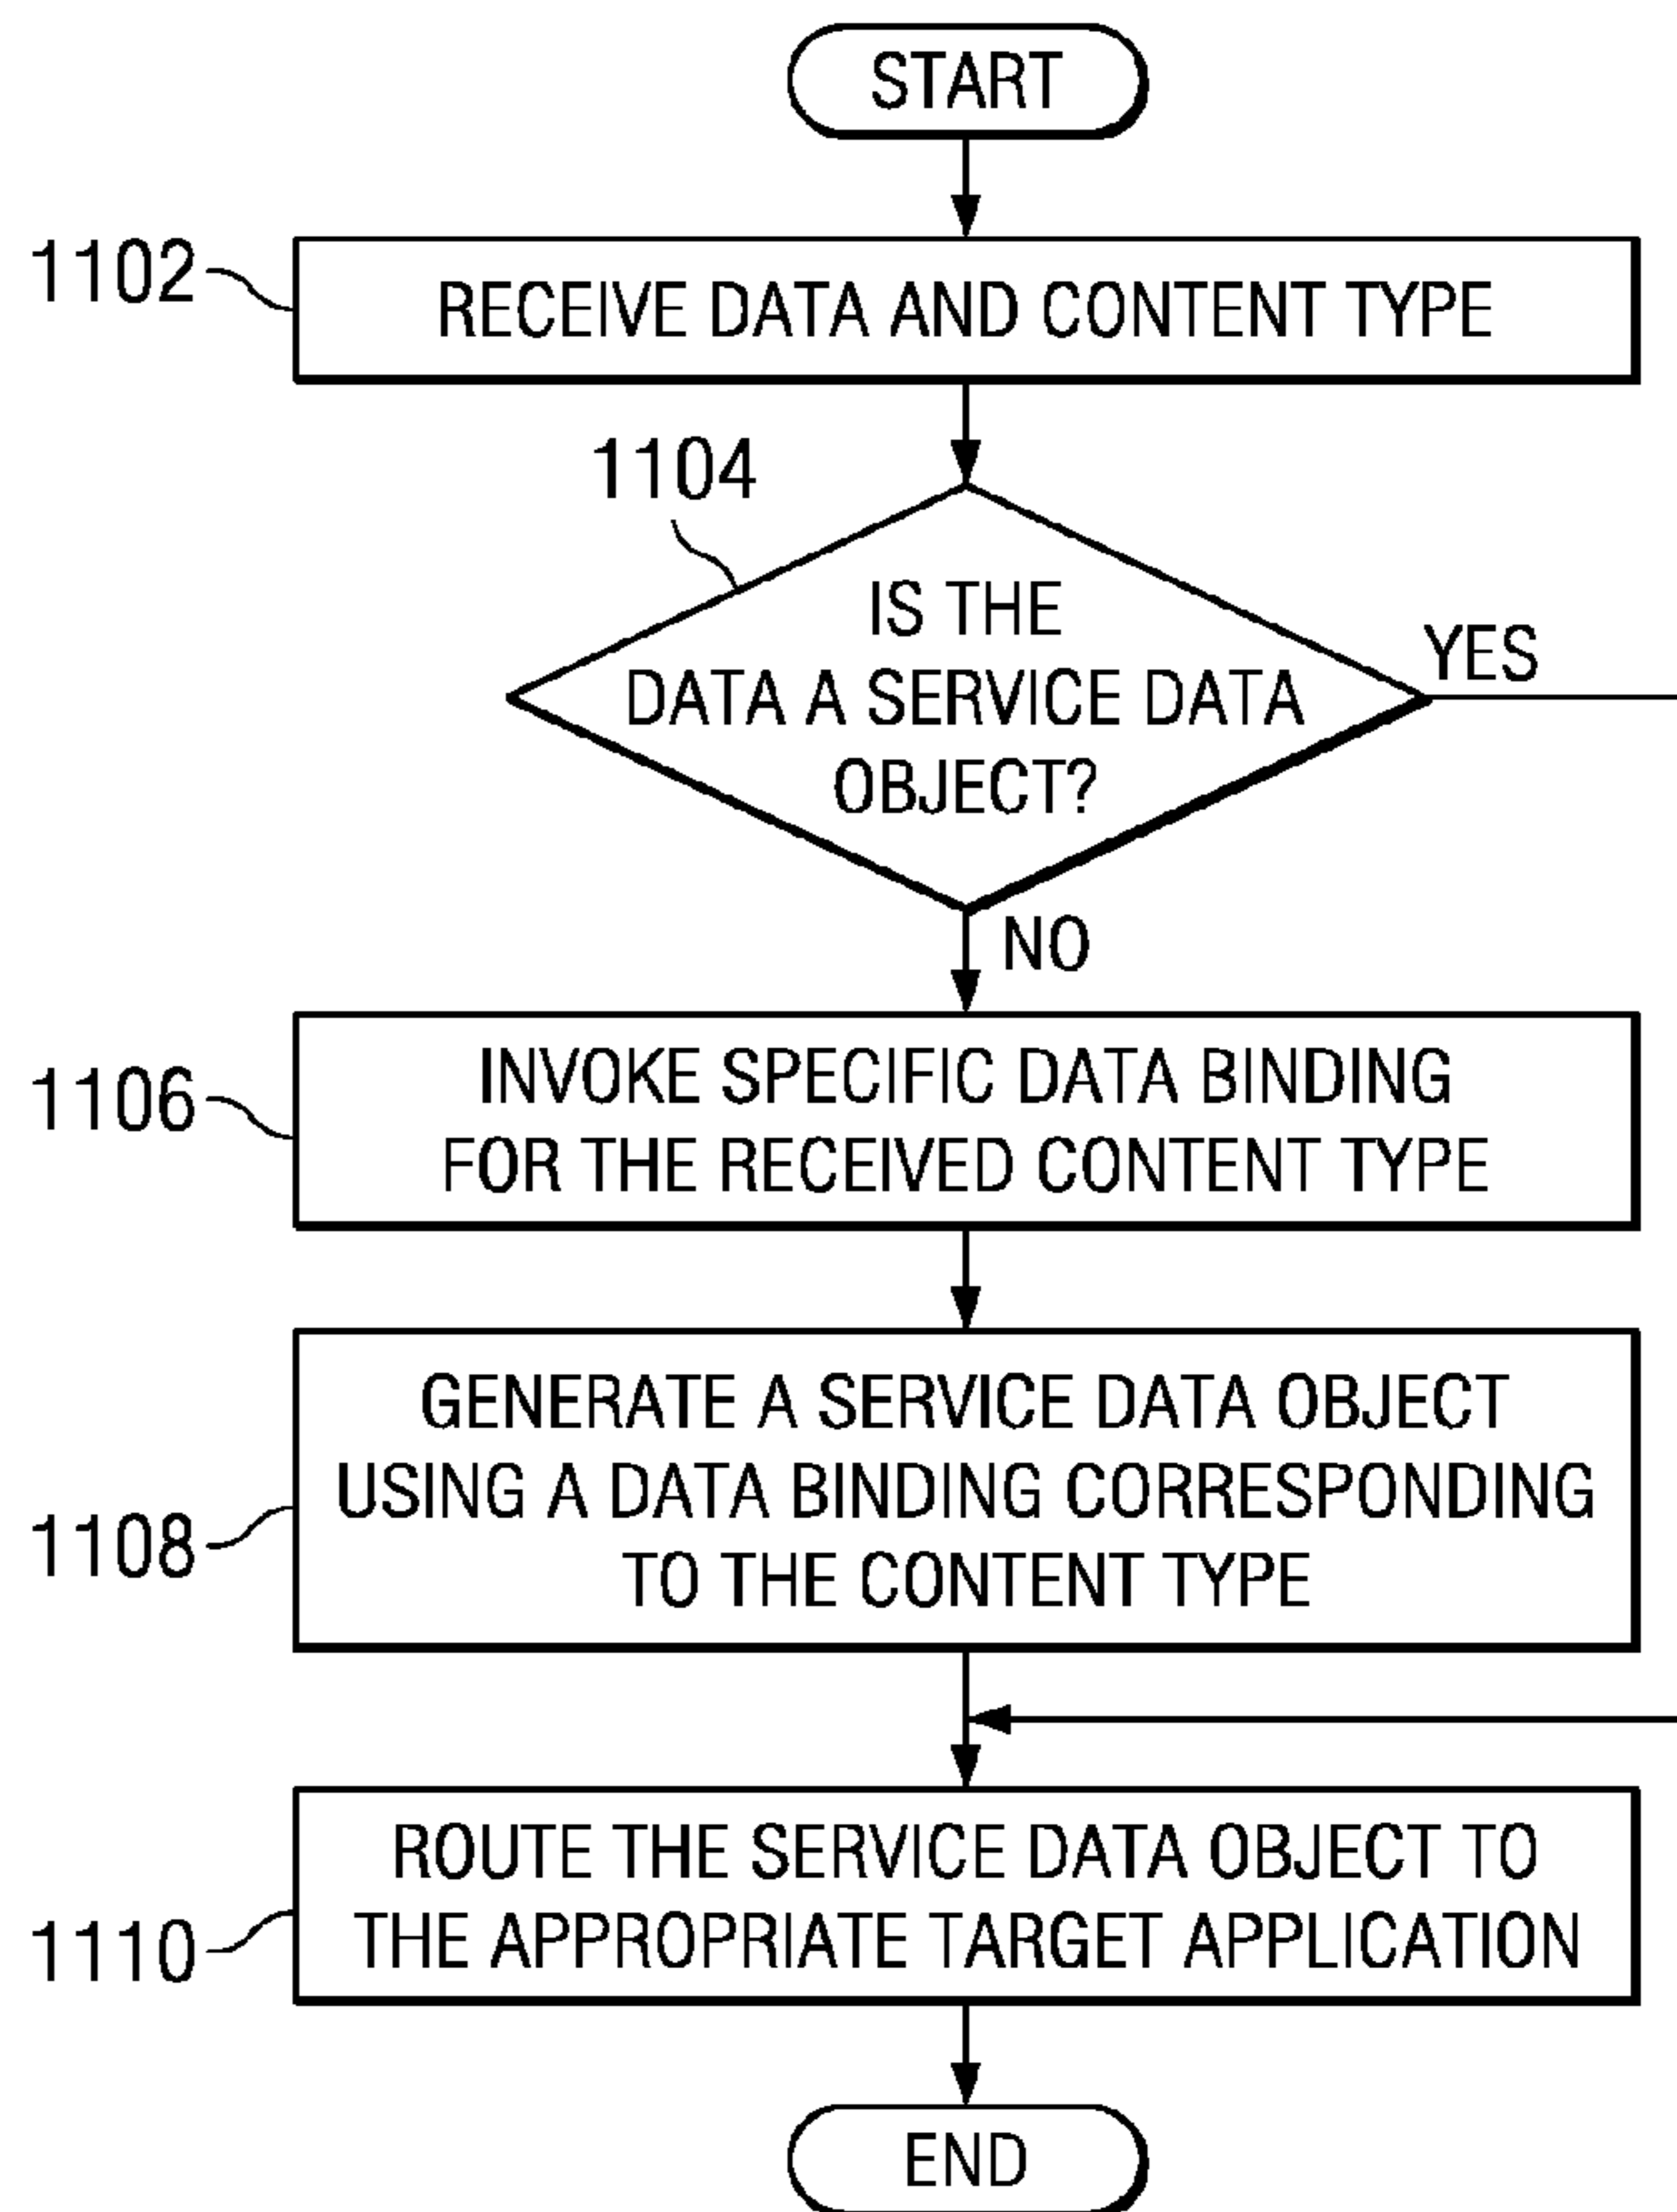 START
1102
RECEIVE DATA AND CONTENT TYPE
1104
IS THE
DATA A SERVICE DATA
OBJECT?
YES
NO
1106
INVOKE SPECIFIC DATA BINDING
FOR THE RECEIVED CONTENT TYPE
1108
GENERATE A SERVICE DATA OBJECT
USING A DATA BINDING CORRESPONDING
TO THE CONTENT TYPE
1110
ROUTE THE SERVICE DATA OBJECT TO
THE APPROPRIATE TARGET APPLICATION
END